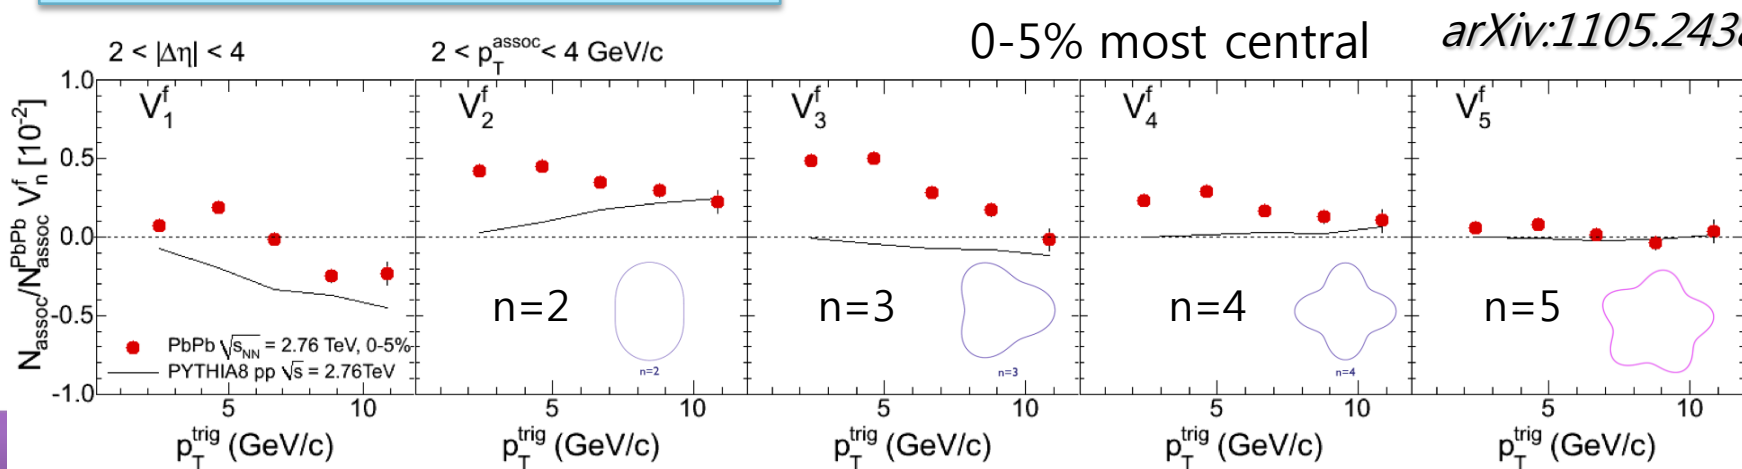 0-5% most central
arXiv:1105.243
2 < |Δη| < 4
2 < p_T^assoc < 4 GeV/c
N_assoc/N_assoc^PbPb V_n^f [10^-2]
1.0
0.5
0.0
-0.5
-1.0
V_1^f
V_2^f
V_3^f
V_4^f
V_5^f
n=2
n=3
n=4
n=5
n=2
n=3
n=4
PbPb √s_NN = 2.76 TeV, 0-5%
PYTHIA8 pp √s = 2.76TeV
5 10
5 10
5 10
5 10
5 10
p_T^trig (GeV/c)
p_T^trig (GeV/c)
p_T^trig (GeV/c)
p_T^trig (GeV/c)
p_T^trig (GeV/c)